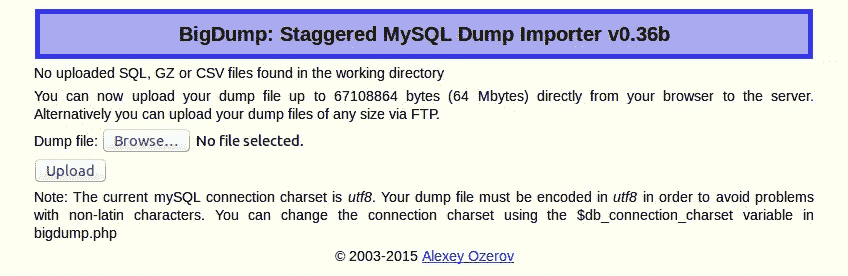 BigDump: Staggered MySQL Dump Importer v0.36b
No uploaded SQL, GZ or CSV files found in the working directory
You can now upload your dump file up to 67108864 bytes (64 Mbytes) directly from your browser to the server.
Alternatively you can upload your dump files of any size via FTP.
Dump file: Browse... No file selected.
Upload
Note: The current mySQL connection charset is utf8. Your dump file must be encoded in utf8 in order to avoid problems
with non-latin characters. You can change the connection charset using the $db_connection_charset variable in
bigdump.php
© 2003-2015 Alexey Ozerov